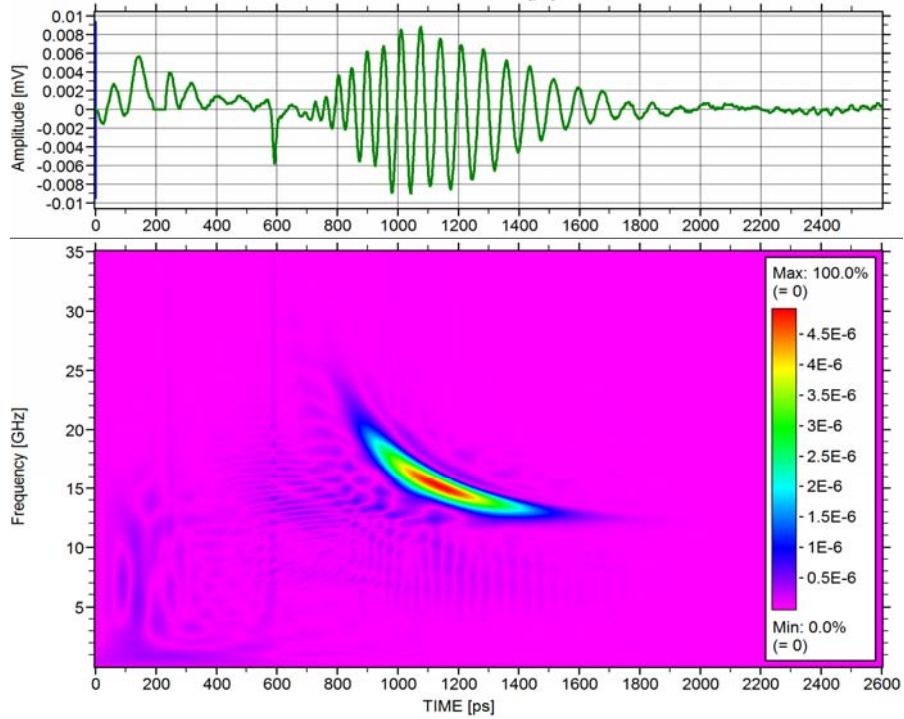 0.01
0.008
0.006
0.004
0.002
0
-0.002
-0.004
-0.006
-0.008
-0.01
Amplitude [mV]
0 200 400 600 800 1000 1200 1400 1600 1800 2000 2200 2400
35
30
25
20
15
10
5
Frequency [GHz]
Max: 100.0%
(= 0)
4.5E-6
4E-6
3.5E-6
3E-6
2.5E-6
2E-6
1.5E-6
1E-6
0.5E-6
Min: 0.0%
(= 0)
0 200 400 600 800 1000 1200 1400 1600 1800 2000 2200 2400 2600
TIME [ps]